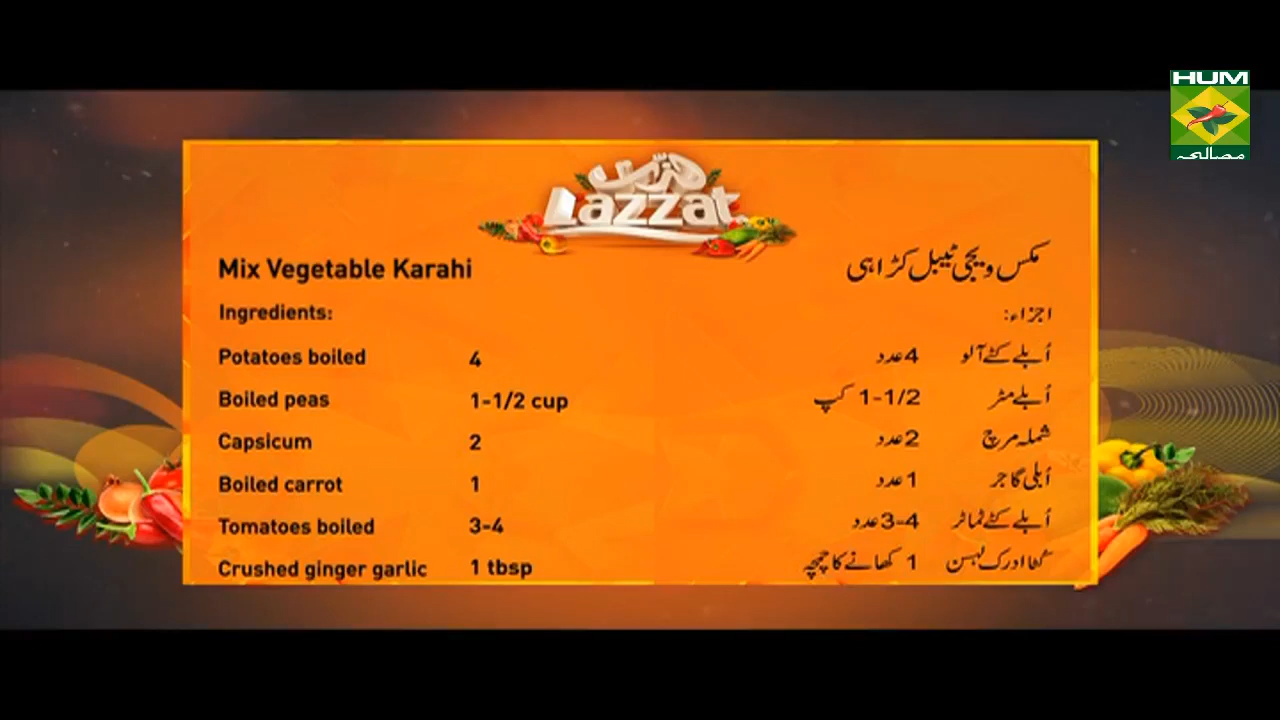 HUM
مصالحہ
لذت
Lazzat
Mix Vegetable Karahi مکس ویجی ٹیبل کڑاہی
Ingredients: اجزاء:
Potatoes boiled 4 اُبلے کٹے آلو 4 عدد
Boiled peas 1-1/2 cup اُبلے مٹر 1-1/2 کپ
Capsicum 2 شملہ مرچ 2 عدد
Boiled carrot 1 اُبلی گاجر 1 عدد
Tomatoes boiled 3-4 اُبلے کٹے ٹماٹر 3-4 عدد
Crushed ginger garlic 1 tbsp کٹا ادرک لہسن 1 کھانے کا چمچہ